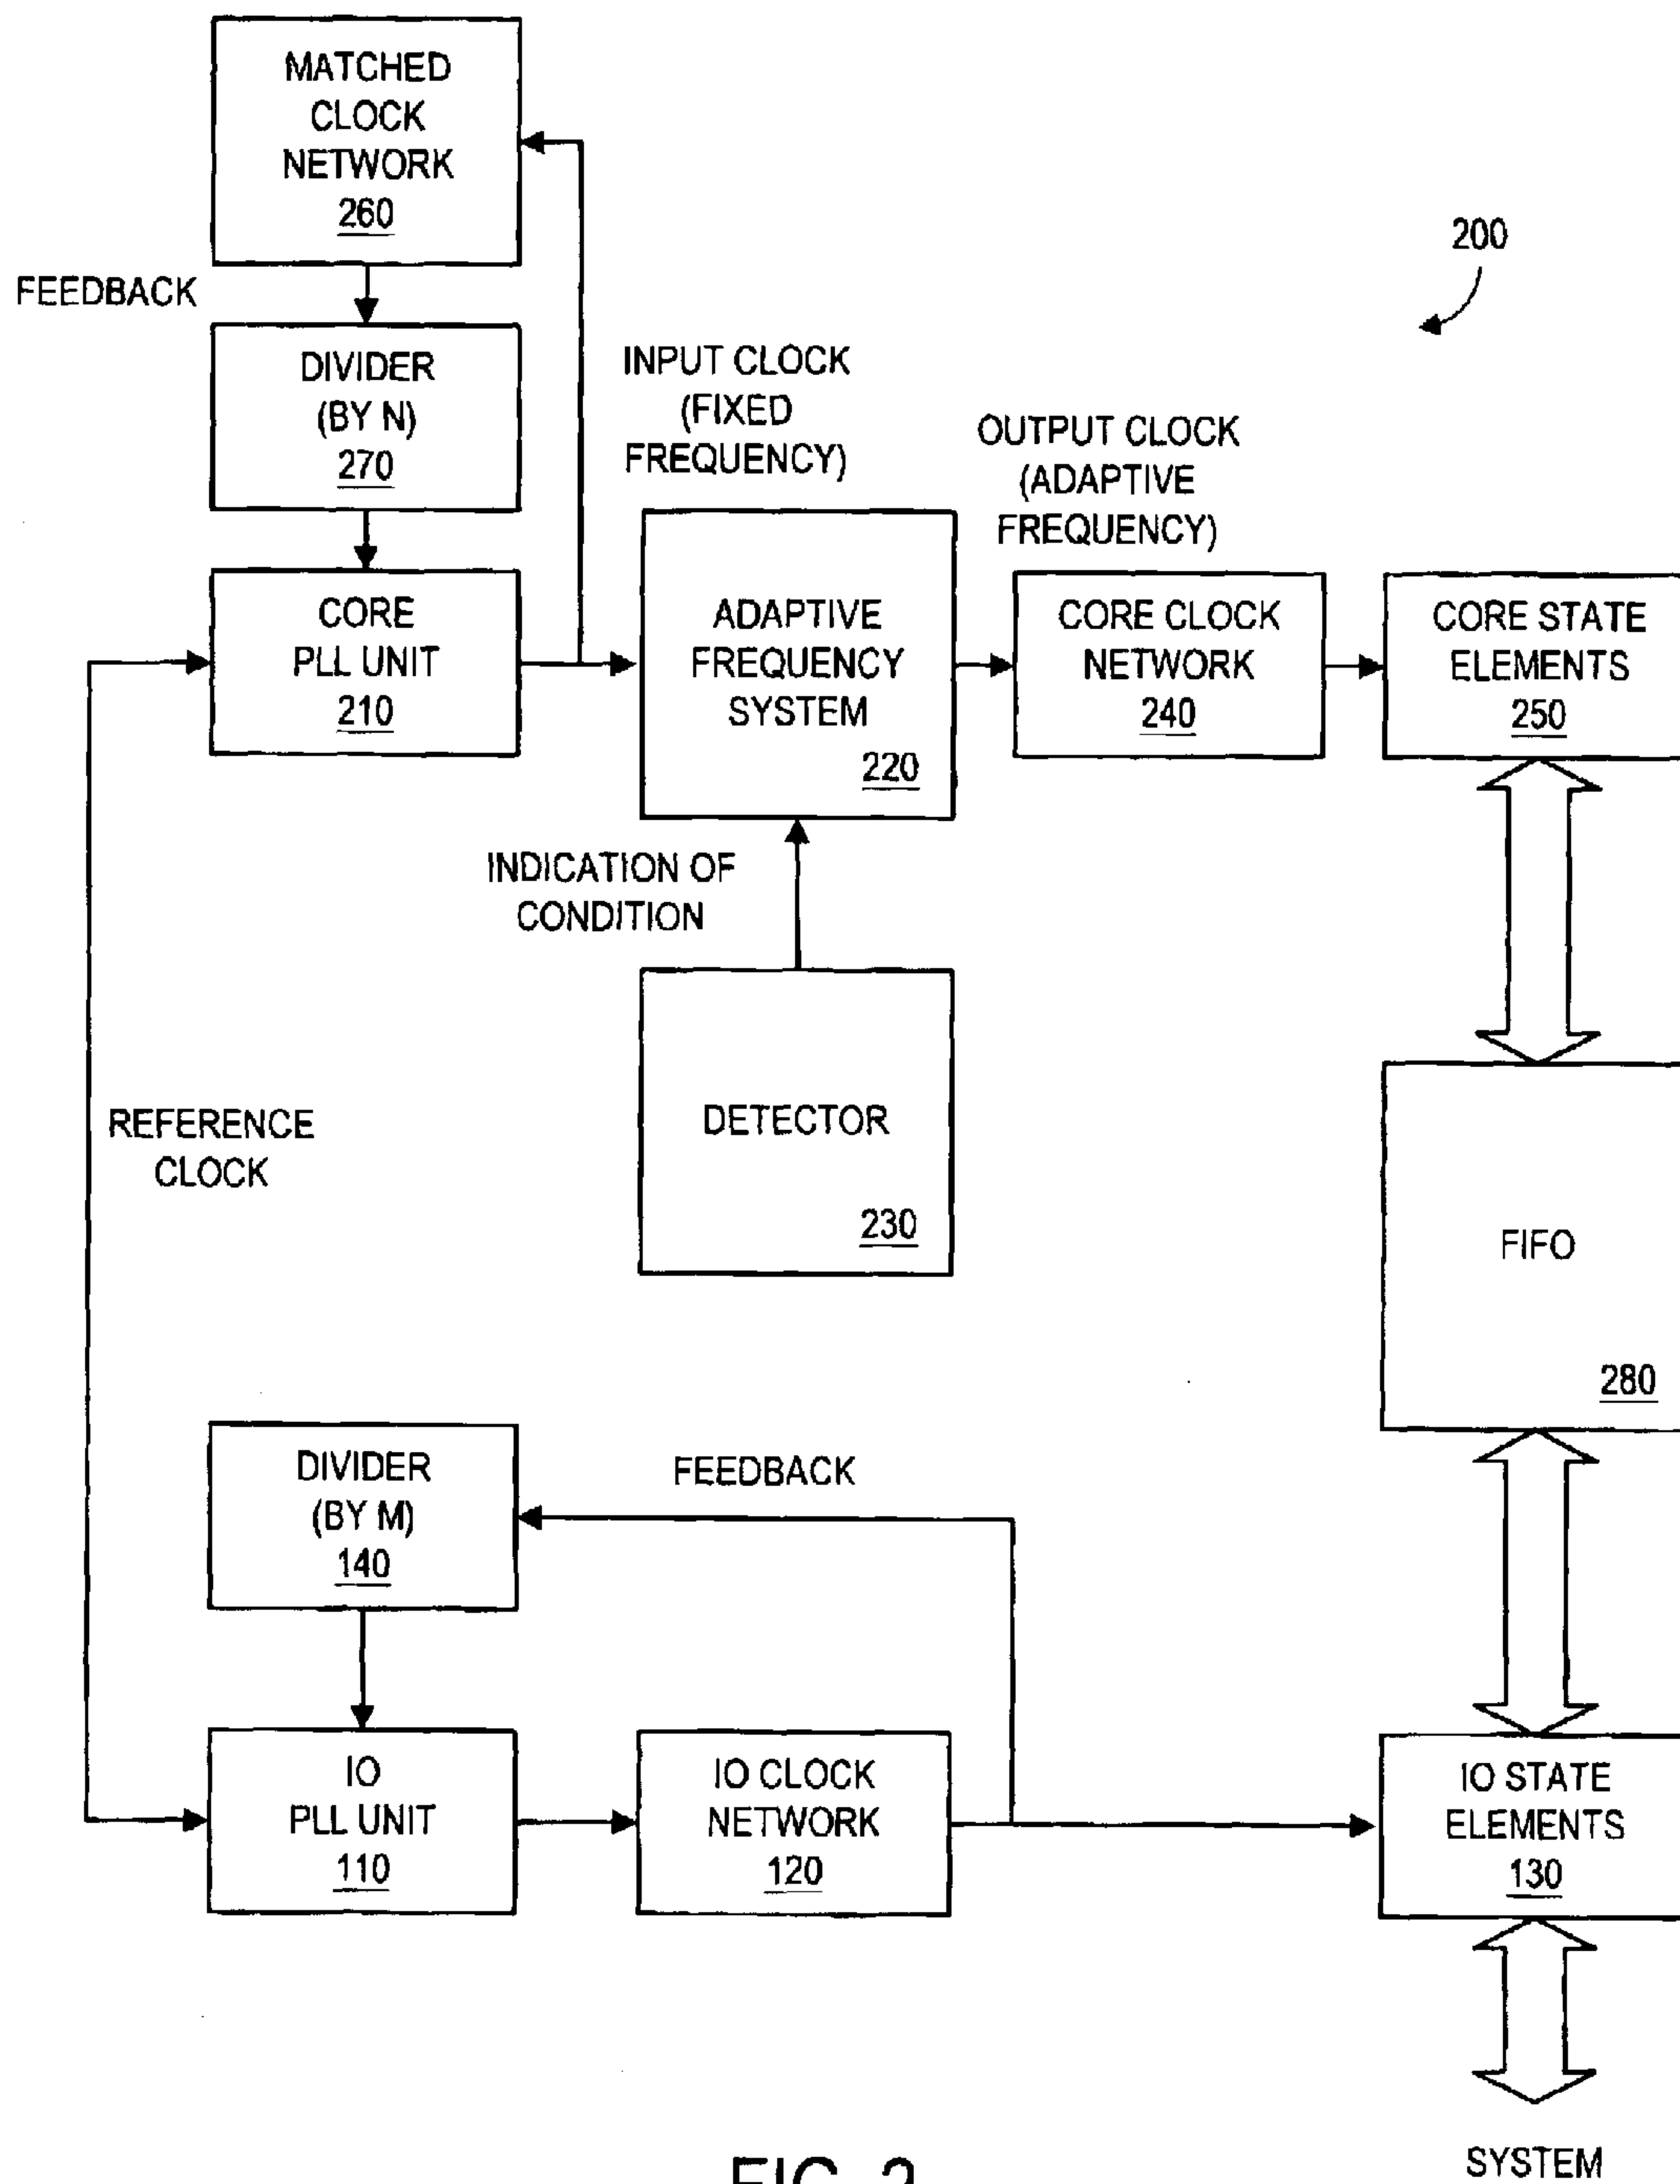 MATCHED
CLOCK
NETWORK
260
200
FEEDBACK
DIVIDER
(BY N)
270
INPUT CLOCK
(FIXED
FREQUENCY)
OUTPUT CLOCK
(ADAPTIVE
FREQUENCY)
CORE
PLL UNIT
210
ADAPTIVE
FREQUENCY
SYSTEM
220
CORE CLOCK
NETWORK
240
CORE STATE
ELEMENTS
250
INDICATION OF
CONDITION
REFERENCE
CLOCK
DETECTOR
230
FIFO
280
DIVIDER
(BY M)
140
FEEDBACK
IO
PLL UNIT
110
IO CLOCK
NETWORK
120
IO STATE
ELEMENTS
130
SYSTEM
FIG. 2